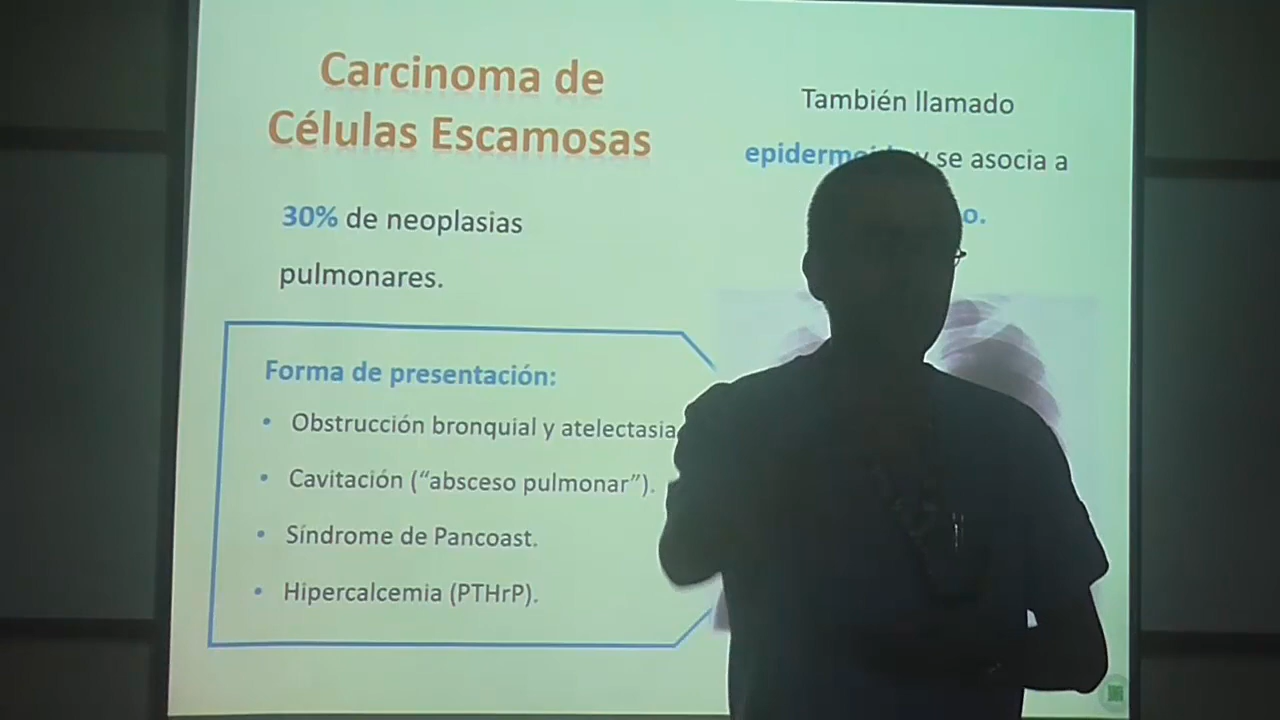 Carcinoma de
Células Escamosas
30% de neoplasias
pulmonares.
Forma de presentación:
• Obstrucción bronquial y atelectasia
• Cavitación (“absceso pulmonar”).
• Síndrome de Pancoast.
• Hipercalcemia (PTHrP).
También llamado
y se asocia a